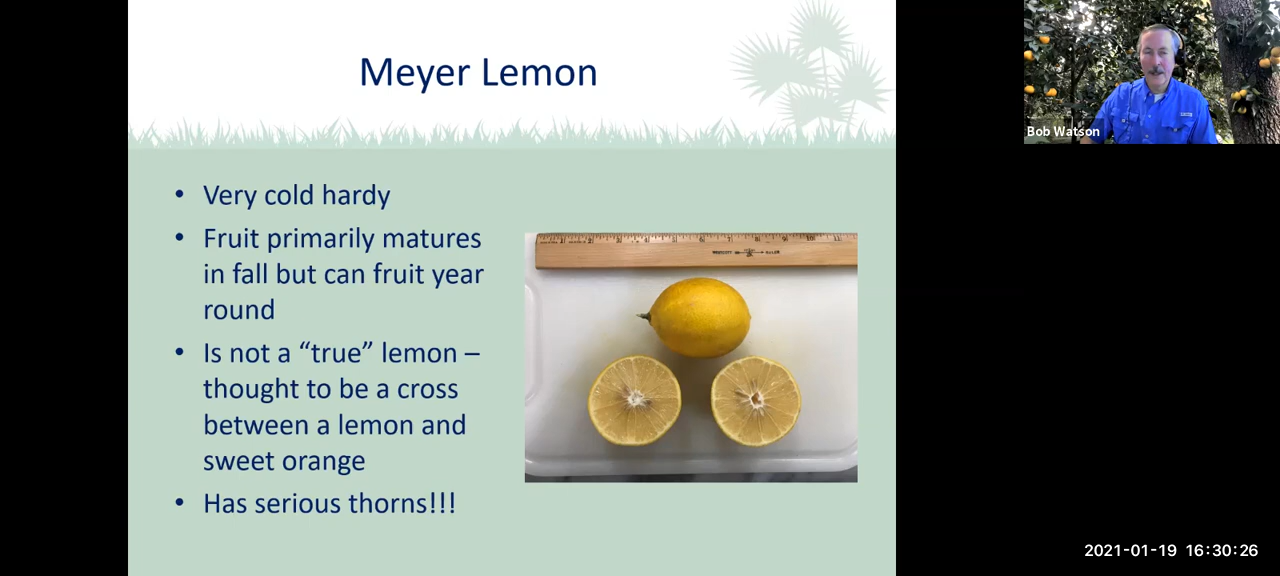 Meyer Lemon
Bob Watson
• Very cold hardy
• Fruit primarily matures
in fall but can fruit year
round
• Is not a “true” lemon –
thought to be a cross
between a lemon and
sweet orange
• Has serious thorns!!!
2021-01-19 16:30:26